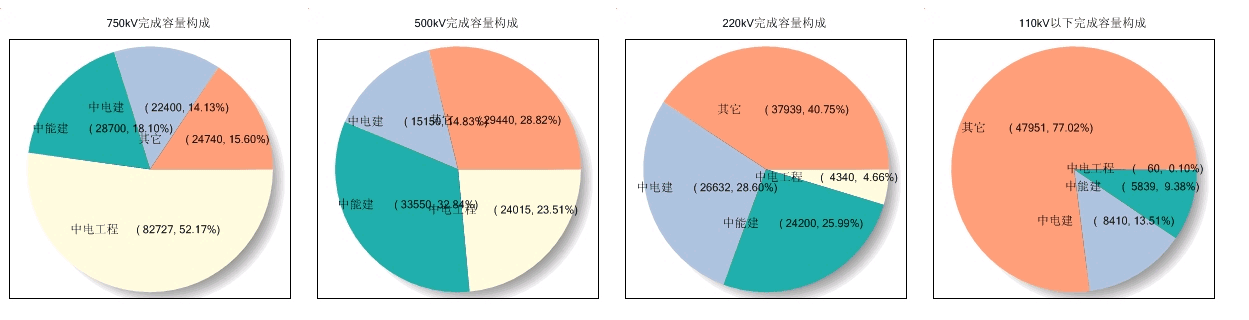 750kV完成容量构成
中电建 ( 22400, 14.13%)
中能建 ( 28700, 18.10%)
其它 ( 24740, 15.60%)
中电工程 ( 82727, 52.17%)
500kV完成容量构成
其它 ( 29440, 28.82%)
中电建 ( 15150, 14.83%)
中能建 ( 33550, 32.84%)
中电工程 ( 24015, 23.51%)
220kV完成容量构成
其它 ( 37939, 40.75%)
中电工程 ( 4340, 4.66%)
中电建 ( 26632, 28.60%)
中能建 ( 24200, 25.99%)
110kV以下完成容量构成
其它 ( 47951, 77.02%)
中电工程 ( 60, 0.10%)
中能建 ( 5839, 9.38%)
中电建 ( 8410, 13.51%)